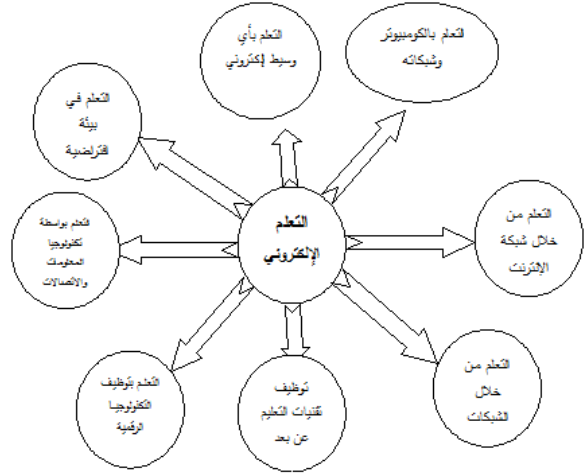 التعلم بأي
وسيط إلكتروني
التعلم بالكومبيوتر
وشبكاته
التعلم في
بيئة
افتراضية
التعلم
الإلكتروني
التعلم من
خلال شبكة
الإنترنت
التعلم بواسطة
تكنولوجيا
المعلومات
والاتصالات
التعلم من
خلال
الشبكات
التعلم بتوظيف
التكنولوجيا
الرقمية
توظيف
تقنيات التعليم
عن بعد